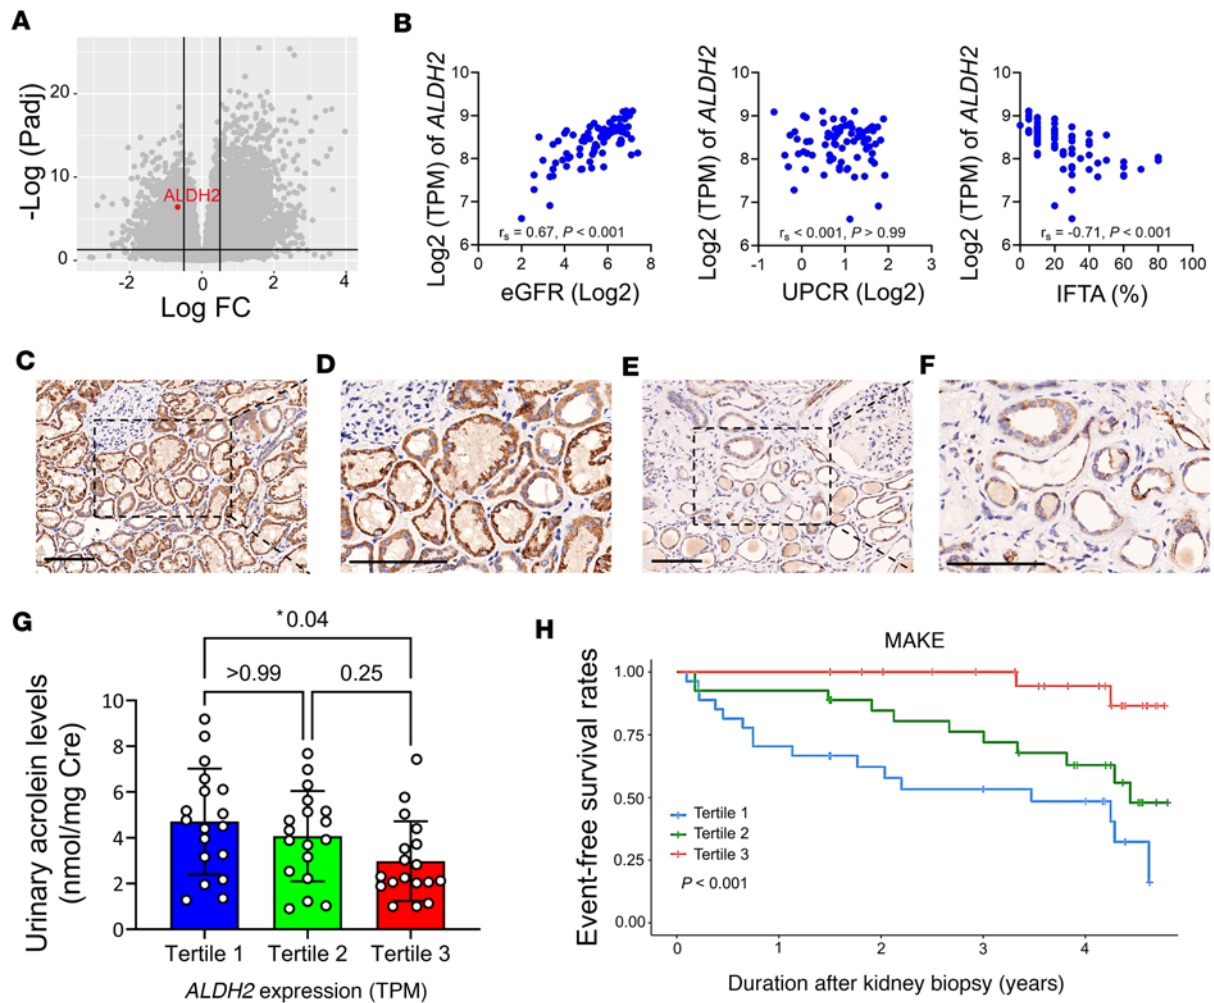 A
-Log (Padj)
20
10
0
ALDH2
-2
0
2
4
Log FC
B
Log2 (TPM) of ALDH2
10
9
8
7
6
rs = 0.67, P < 0.001
0
2
4
6
8
eGFR (Log2)
Log2 (TPM) of ALDH2
10
9
8
7
6
rs < 0.001, P > 0.99
-1
0
1
2
3
UPCR (Log2)
Log2 (TPM) of ALDH2
10
9
8
7
6
rs = -0.71, P < 0.001
0
20
40
60
80
100
IFTA (%)
C
D
E
F
G
*0.04
>0.99
0.25
Urinary acrolein levels
(nmol/mg Cre)
10
8
6
4
2
0
Tertile 1
Tertile 2
Tertile 3
ALDH2 expression (TPM)
H
MAKE
Event-free survival rates
1.00
0.75
0.50
0.25
0.00
Tertile 1
Tertile 2
Tertile 3
P < 0.001
0
1
2
3
4
Duration after kidney biopsy (years)